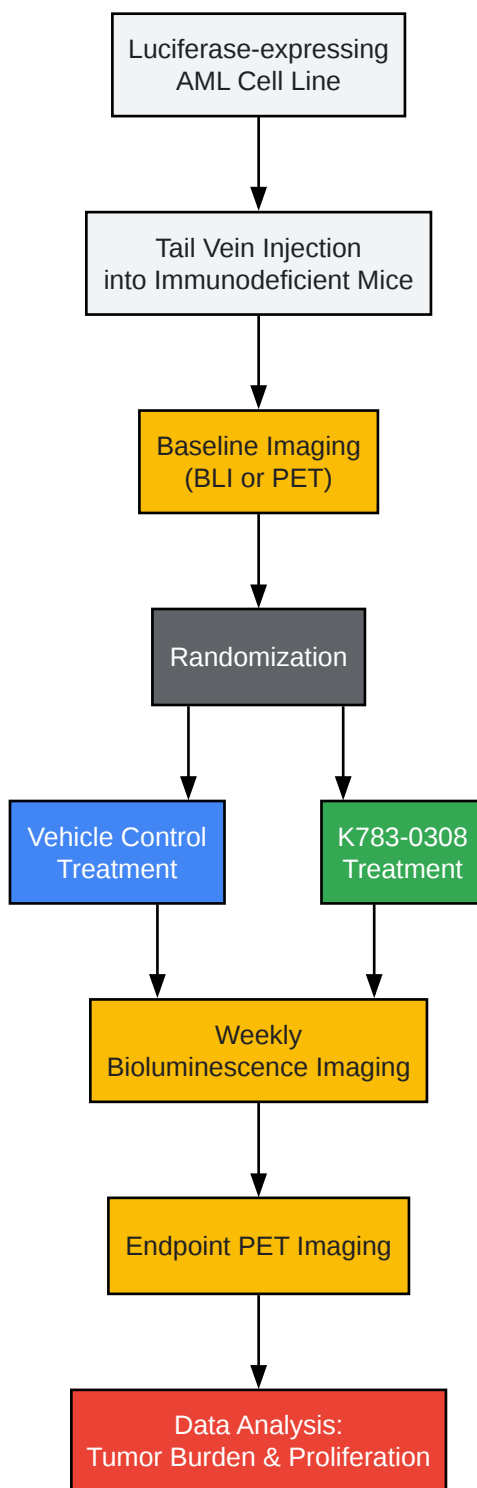 Luciferase-expressing
AML Cell Line
Tail Vein Injection
into Immunodeficient Mice
Baseline Imaging
(BLI or PET)
Randomization
Vehicle Control
Treatment
K783-0308
Treatment
Weekly
Bioluminescence Imaging
Endpoint PET Imaging
Data Analysis:
Tumor Burden & Proliferation